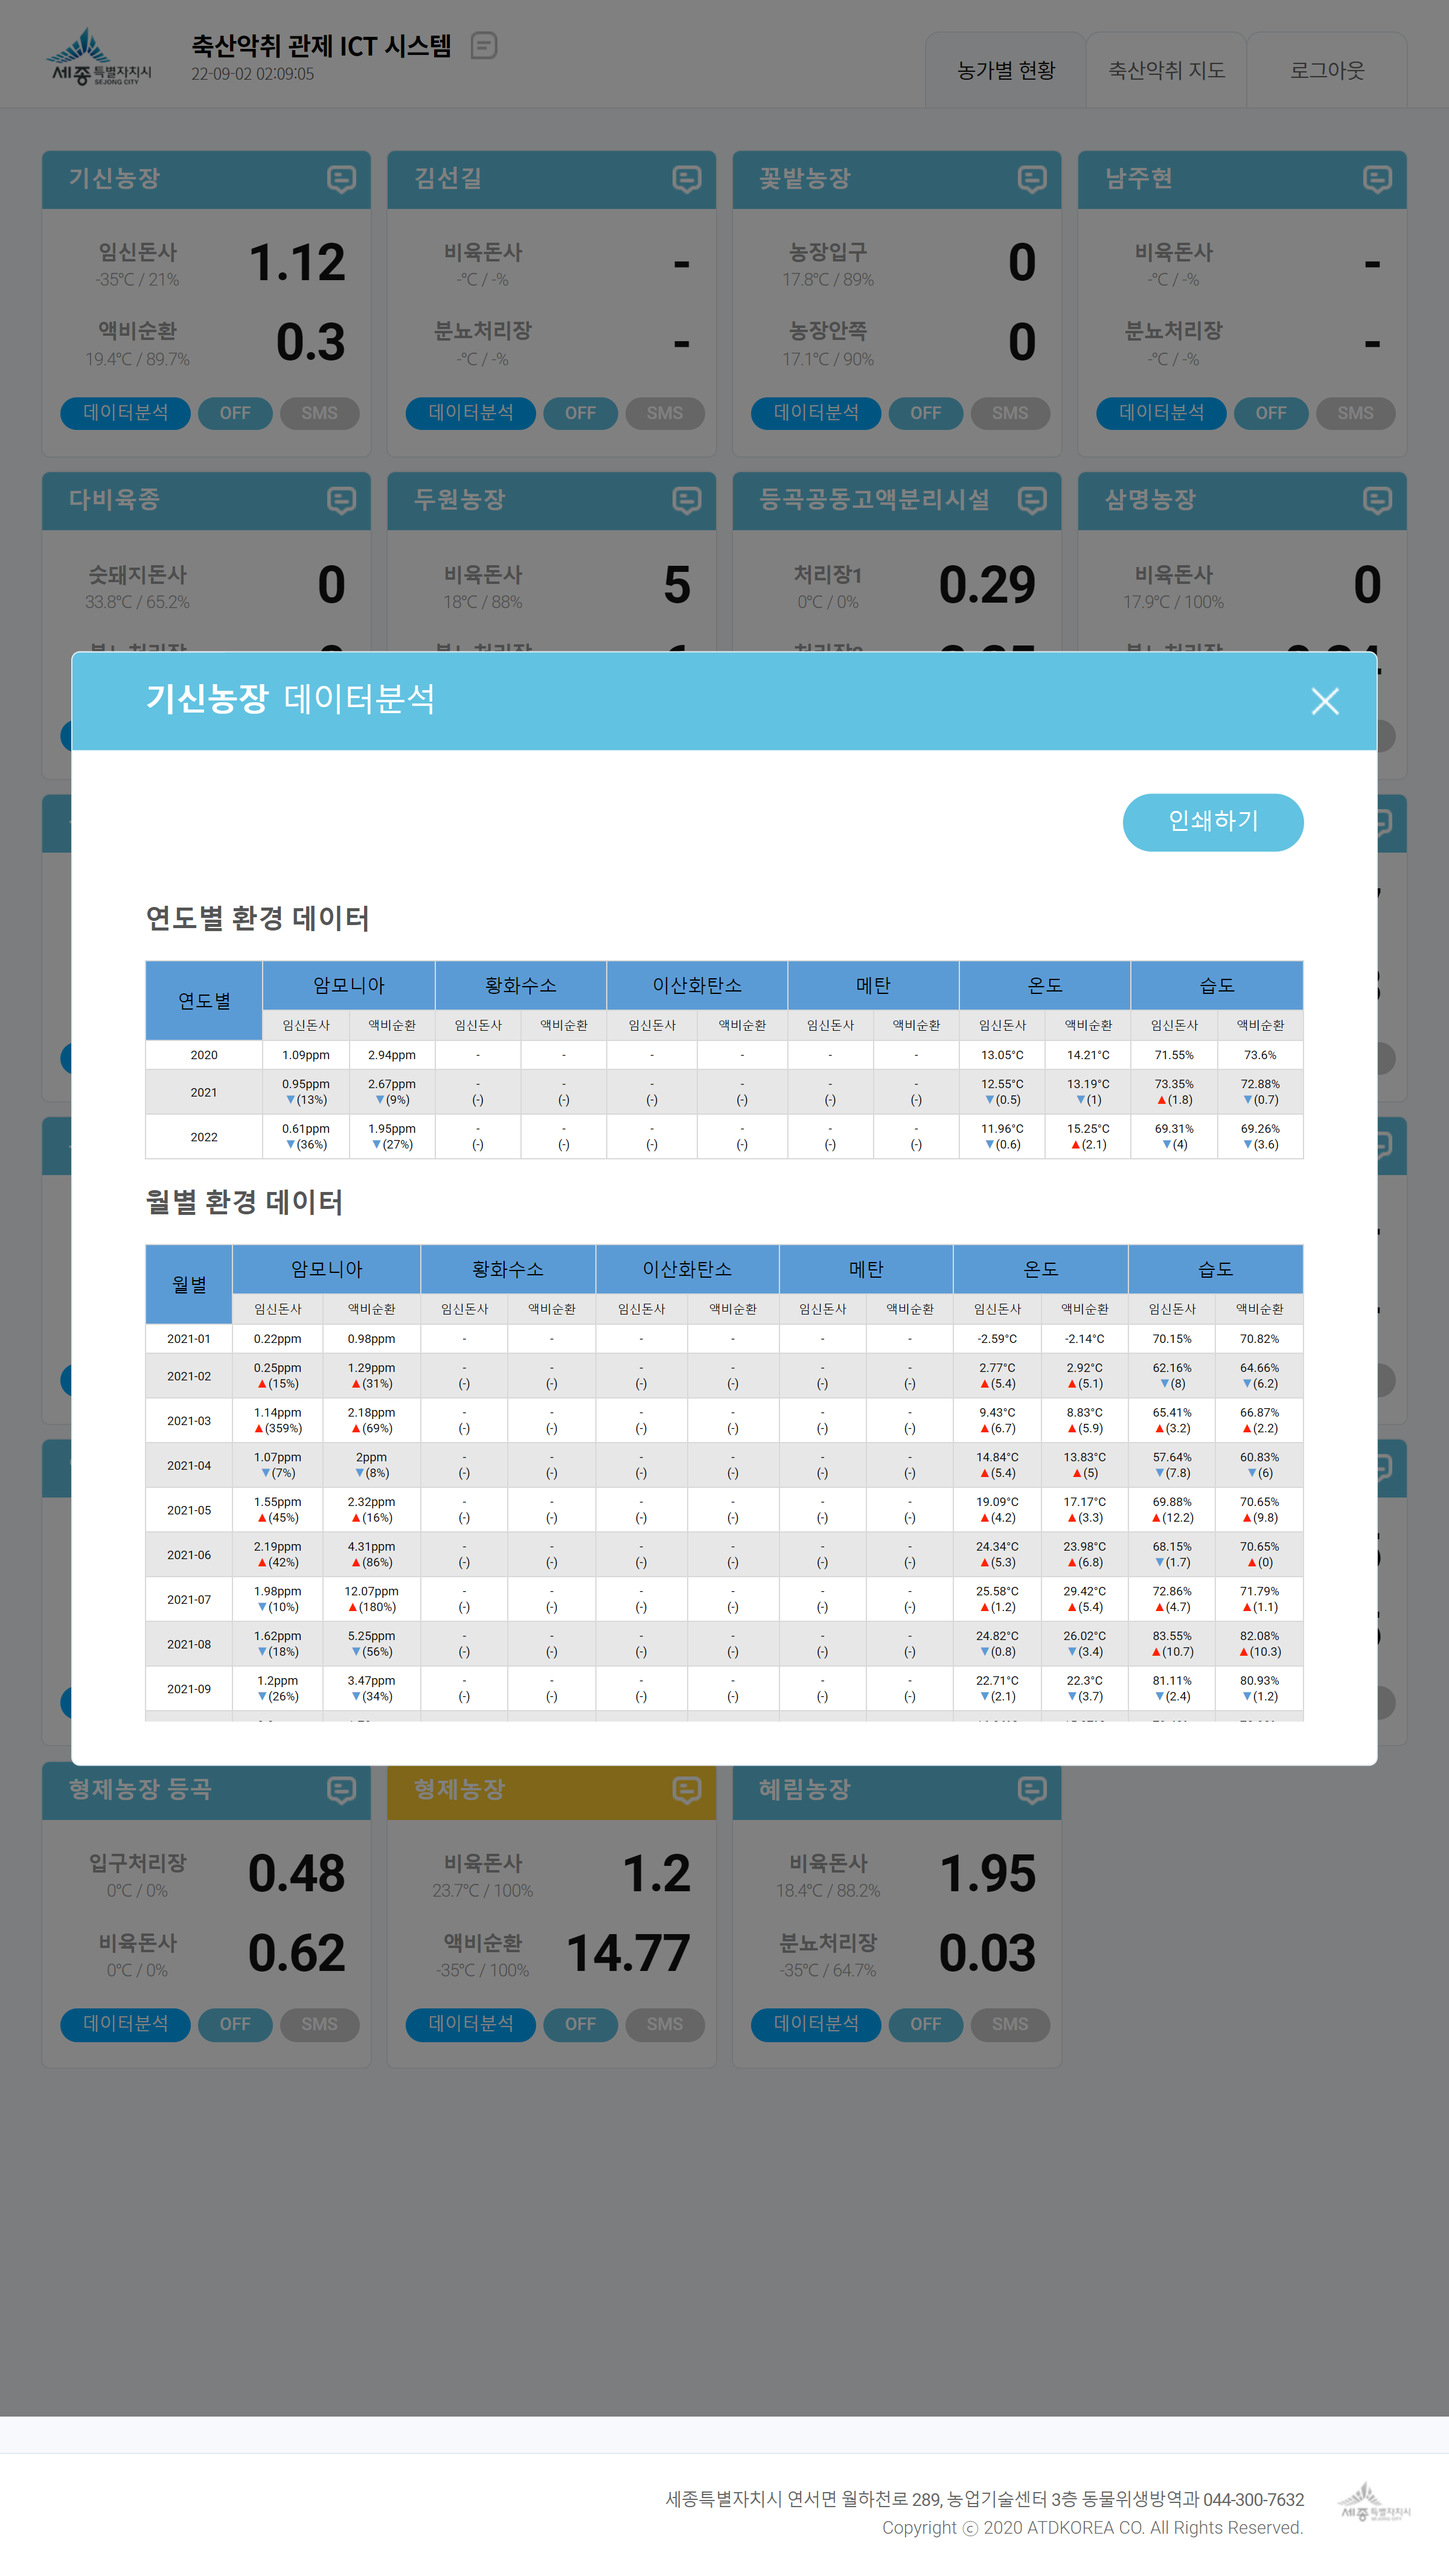 세종특별자치시
SEJONG CITY
축산악취 관제 ICT 시스템
22-09-02 02:09:05
농가별 현황 축산악취 지도 로그아웃
기신농장 김선길 꽃밭농장 남주현
임신돈사 1.12 비육돈사 - 농장입구 0 비육돈사 -
-35℃ / 21% -℃ / -% 17.8℃ / 89% -℃ / -%
액비순환 0.3 분뇨처리장 - 농장안쪽 0 분뇨처리장 -
19.4℃ / 89.7% -℃ / -% 17.1℃ / 90% -℃ / -%
데이터분석 OFF SMS 데이터분석 OFF SMS 데이터분석 OFF SMS 데이터분석 OFF SMS
다비육종 두원농장 등곡공동고액분리시설 삼명농장
숫돼지돈사 0 비육돈사 5 처리장1 0.29 비육돈사 0
33.8℃ / 65.2% 18℃ / 88% 0℃ / 0% 17.9℃ / 100%
기신농장 데이터분석
인쇄하기
연도별 환경 데이터
연도별 암모니아 황화수소 이산화탄소 메탄 온도 습도
임신돈사 액비순환 임신돈사 액비순환 임신돈사 액비순환 임신돈사 액비순환 임신돈사 액비순환 임신돈사 액비순환
2020 1.09ppm 2.94ppm - - - - - - 13.05°C 14.21°C 71.55% 73.6%
2021 0.95ppm 2.67ppm - - - - - - 12.55°C 13.19°C 73.35% 72.88%
▼(13%) ▼(9%) (-) (-) (-) (-) (-) (-) ▼(0.5) ▼(1) ▲(1.8) ▼(0.7)
2022 0.61ppm 1.95ppm - - - - - - 11.96°C 15.25°C 69.31% 69.26%
▼(36%) ▼(27%) (-) (-) (-) (-) (-) (-) ▼(0.6) ▲(2.1) ▼(4) ▼(3.6)
월별 환경 데이터
월별 암모니아 황화수소 이산화탄소 메탄 온도 습도
임신돈사 액비순환 임신돈사 액비순환 임신돈사 액비순환 임신돈사 액비순환 임신돈사 액비순환 임신돈사 액비순환
2021-01 0.22ppm 0.98ppm - - - - - - -2.59°C -2.14°C 70.15% 70.82%
2021-02 0.25ppm 1.29ppm - - - - - - 2.77°C 2.92°C 62.16% 64.66%
▲(15%) ▲(31%) (-) (-) (-) (-) (-) (-) ▲(5.4) ▲(5.1) ▼(8) ▼(6.2)
2021-03 1.14ppm 2.18ppm - - - - - - 9.43°C 8.83°C 65.41% 66.87%
▲(359%) ▲(69%) (-) (-) (-) (-) (-) (-) ▲(6.7) ▲(5.9) ▲(3.2) ▲(2.2)
2021-04 1.07ppm 2ppm - - - - - - 14.84°C 13.83°C 57.64% 60.83%
▼(7%) ▼(8%) (-) (-) (-) (-) (-) (-) ▲(5.4) ▲(5) ▼(7.8) ▼(6)
2021-05 1.55ppm 2.32ppm - - - - - - 19.09°C 17.17°C 69.88% 70.65%
▲(45%) ▲(16%) (-) (-) (-) (-) (-) (-) ▲(4.2) ▲(3.3) ▲(12.2) ▲(9.8)
2021-06 2.19ppm 4.31ppm - - - - - - 24.34°C 23.98°C 68.15% 70.65%
▲(42%) ▲(86%) (-) (-) (-) (-) (-) (-) ▲(5.3) ▲(6.8) ▼(1.7) ▲(0)
2021-07 1.98ppm 12.07ppm - - - - - - 25.58°C 29.42°C 72.86% 71.79%
▼(10%) ▲(180%) (-) (-) (-) (-) (-) (-) ▲(1.2) ▲(5.4) ▲(4.7) ▲(1.1)
2021-08 1.62ppm 5.25ppm - - - - - - 24.82°C 26.02°C 83.55% 82.08%
▼(18%) ▼(56%) (-) (-) (-) (-) (-) (-) ▼(0.8) ▼(3.4) ▲(10.7) ▲(10.3)
2021-09 1.2ppm 3.47ppm - - - - - - 22.71°C 22.3°C 81.11% 80.93%
▼(26%) ▼(34%) (-) (-) (-) (-) (-) (-) ▼(2.1) ▼(3.7) ▼(2.4) ▼(1.2)
형제농장 등곡 형제농장 혜림농장
입구처리장 0.48 비육돈사 1.2 비육돈사 1.95
0℃ / 0% 23.7℃ / 100% 18.4℃ / 88.2%
비육돈사 0.62 액비순환 14.77 분뇨처리장 0.03
0℃ / 0% -35℃ / 100% -35℃ / 64.7%
데이터분석 OFF SMS 데이터분석 OFF SMS 데이터분석 OFF SMS
세종특별자치시 연서면 월하천로 289, 농업기술센터 3층 동물위생방역과 044-300-7632
Copyright ⓒ 2020 ATDKOREA CO. All Rights Reserved.
세종특별자치시